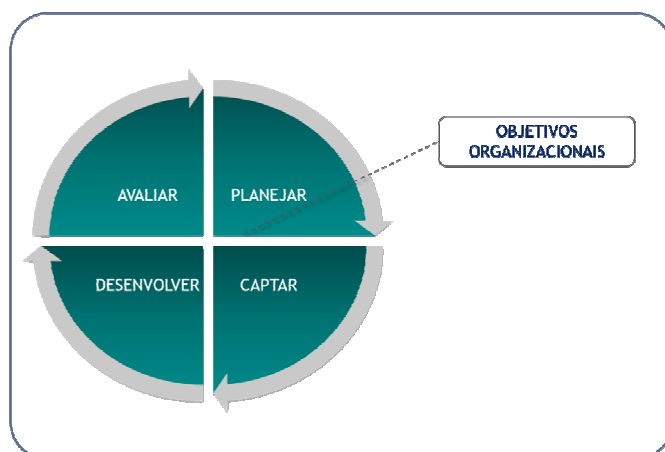 OBJETIVOS
ORGANIZACIONAIS
AVALIAR
PLANEJAR
DESENVOLVER
CAPTAR